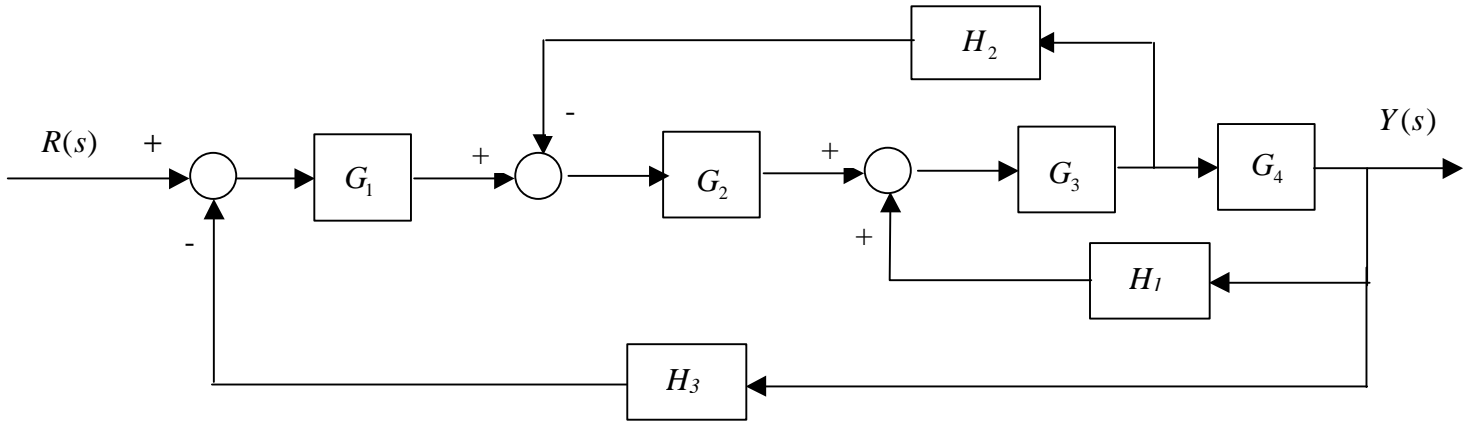 H₂
-
R(s) + G₁ + G₂ + G₃ G₄ Y(s)
- + H₁
H₃